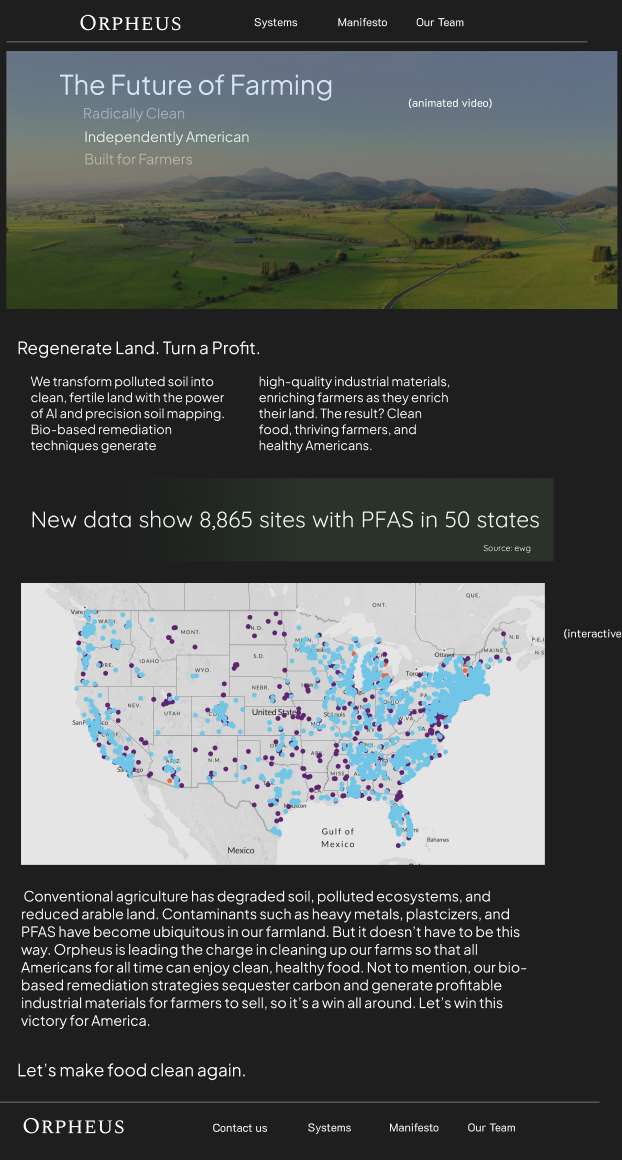 ORPHEUS
Systems
Manifesto
Our Team
The Future of Farming
Radically Clean
(animated video)
Independently American
Built for Farmers
Regenerate Land. Turn a Profit.
We transform polluted soil into
clean, fertile land with the power
of AI and precision soil mapping.
Bio-based remediation
techniques generate
high-quality industrial materials,
enriching farmers as they enrich
their land. The result? Clean
food, thriving farmers, and
healthy Americans.
New data show 8,865 sites with PFAS in 50 states
Source: ewg
QUE.
ONT.
N.B.
P.E.I
N.S
MAINE
Ottawa
MONT.
N.D.
S.D.
IDAHO
WYO.
NEBR.
NEV.
UTAH
United States
St. Louis
N.M.
ARIZ.
ARK.
MISS.
Houston
Gulf of
Mexico
Mexico
Bahamas
(interactive
Conventional agriculture has degraded soil, polluted ecosystems, and
reduced arable land. Contaminants such as heavy metals, plastcizers, and
PFAS have become ubiquitous in our farmland. But it doesn't have to be this
way. Orpheus is leading the charge in cleaning up our farms so that all
Americans for all time can enjoy clean, healthy food. Not to mention, our bio-
based remediation strategies sequester carbon and generate profitable
industrial materials for farmers to sell, so it's a win all around. Let's win this
victory for America.
Let's make food clean again.
ORPHEUS
Contact us
Systems
Manifesto
Our Team